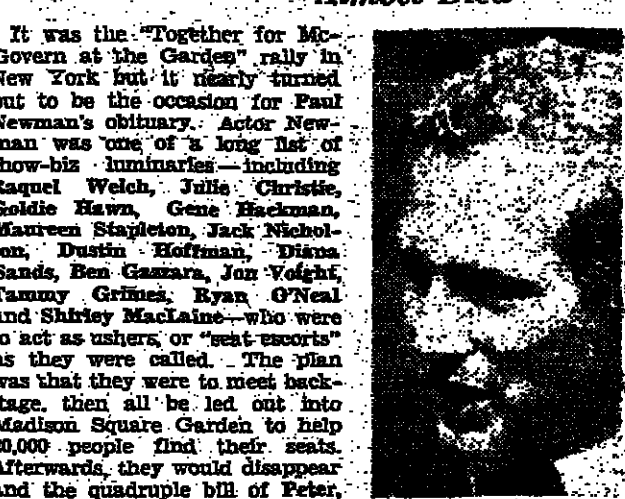 Almost Died
It was the "Together for Mc-
Govern at the Garden" rally in
New York but it nearly turned
out to be the occasion for Paul
Newman's obituary. Actor New-
man was one of a long list of
show-biz luminaries—including
Raquel Welch, Julie Christie,
Goldie Hawn, Gene Hackman,
Maureen Stapleton, Jack Nichol-
son, Dustin Hoffman, Diana
Sands, Ben Gazzara, Jon Voight,
Tammy Grimes, Ryan O'Neal
and Shirley MacLaine—who were
to act as ushers, or "seat escorts"
as they were called. The plan
was that they were to meet back-
stage, then all be led out into
Madison Square Garden to help
20,000 people find their seats.
Afterwards, they would disappear
and the quadruple bill of Peter,